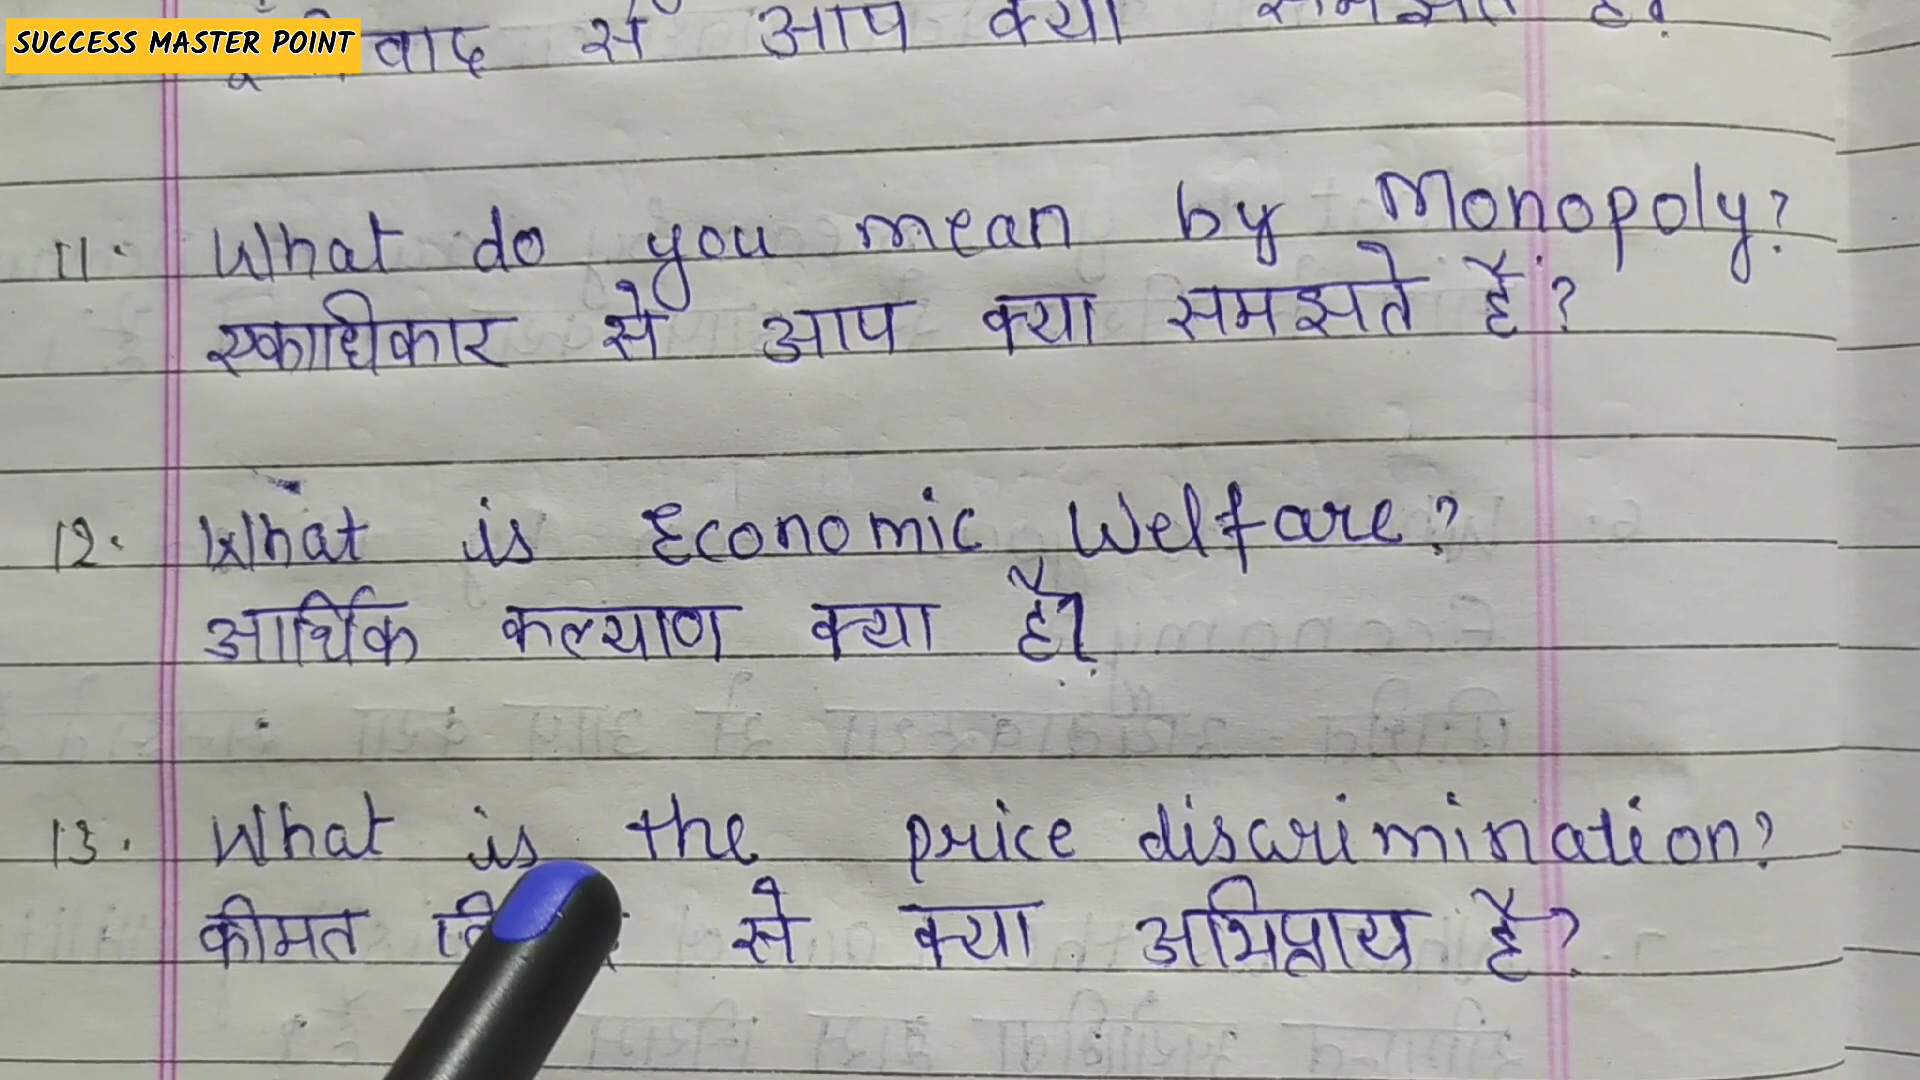 SUCCESS MASTER POINT
वाद से आप क्या समझते हैं?
11. What do you mean by Monopoly?
एकाधिकार से आप क्या समझते हैं?
12. What is Economic Welfare?
आर्थिक कल्याण क्या है?
13. What is the price discrimination?
कीमत से क्या अभिप्राय है?